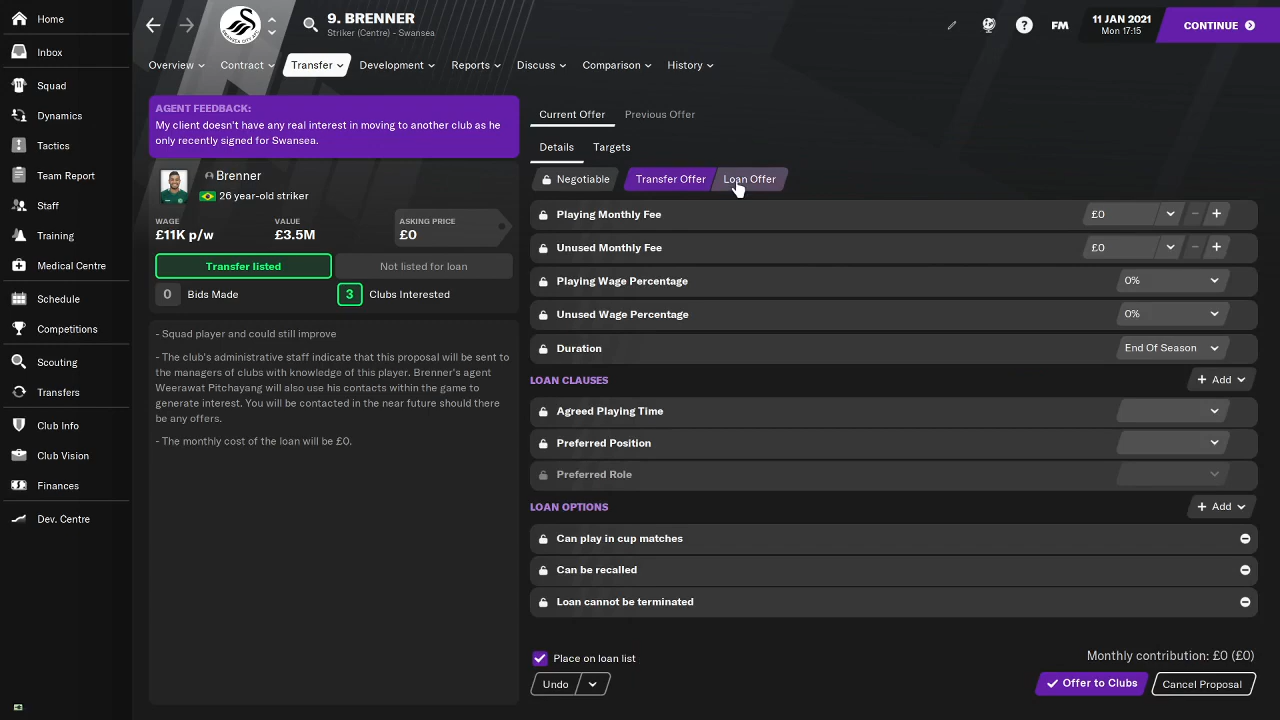 Home
Inbox
Squad
Dynamics
Tactics
Team Report
Staff
Training
Medical Centre
Schedule
Competitions
Scouting
Transfers
Club Info
Club Vision
Finances
Dev. Centre
SWANSEA CITY AFC
9. BRENNER
Striker (Centre) - Swansea
FM
11 JAN 2021
Mon 17:15
CONTINUE
Overview
Contract
Transfer
Development
Reports
Discuss
Comparison
History
AGENT FEEDBACK:
My client doesn't have any real interest in moving to another club as he
only recently signed for Swansea.
Brenner
26 year-old striker
WAGE
£11K p/w
VALUE
£3.5M
ASKING PRICE
£0
Transfer listed
Not listed for loan
0 Bids Made
3 Clubs Interested
- Squad player and could still improve
- The club's administrative staff indicate that this proposal will be sent to
the managers of clubs with knowledge of this player. Brenner's agent
Weerawat Pitchayang will also use his contacts within the game to
generate interest. You will be contacted in the near future should there
be any offers.
- The monthly cost of the loan will be £0.
Current Offer
Previous Offer
Details
Targets
Negotiable
Transfer Offer
Loan Offer
Playing Monthly Fee £0
Unused Monthly Fee £0
Playing Wage Percentage 0%
Unused Wage Percentage 0%
Duration End Of Season
LOAN CLAUSES + Add
Agreed Playing Time
Preferred Position
Preferred Role
LOAN OPTIONS + Add
Can play in cup matches
Can be recalled
Loan cannot be terminated
Place on loan list
Monthly contribution: £0 (£0)
Undo
Offer to Clubs
Cancel Proposal